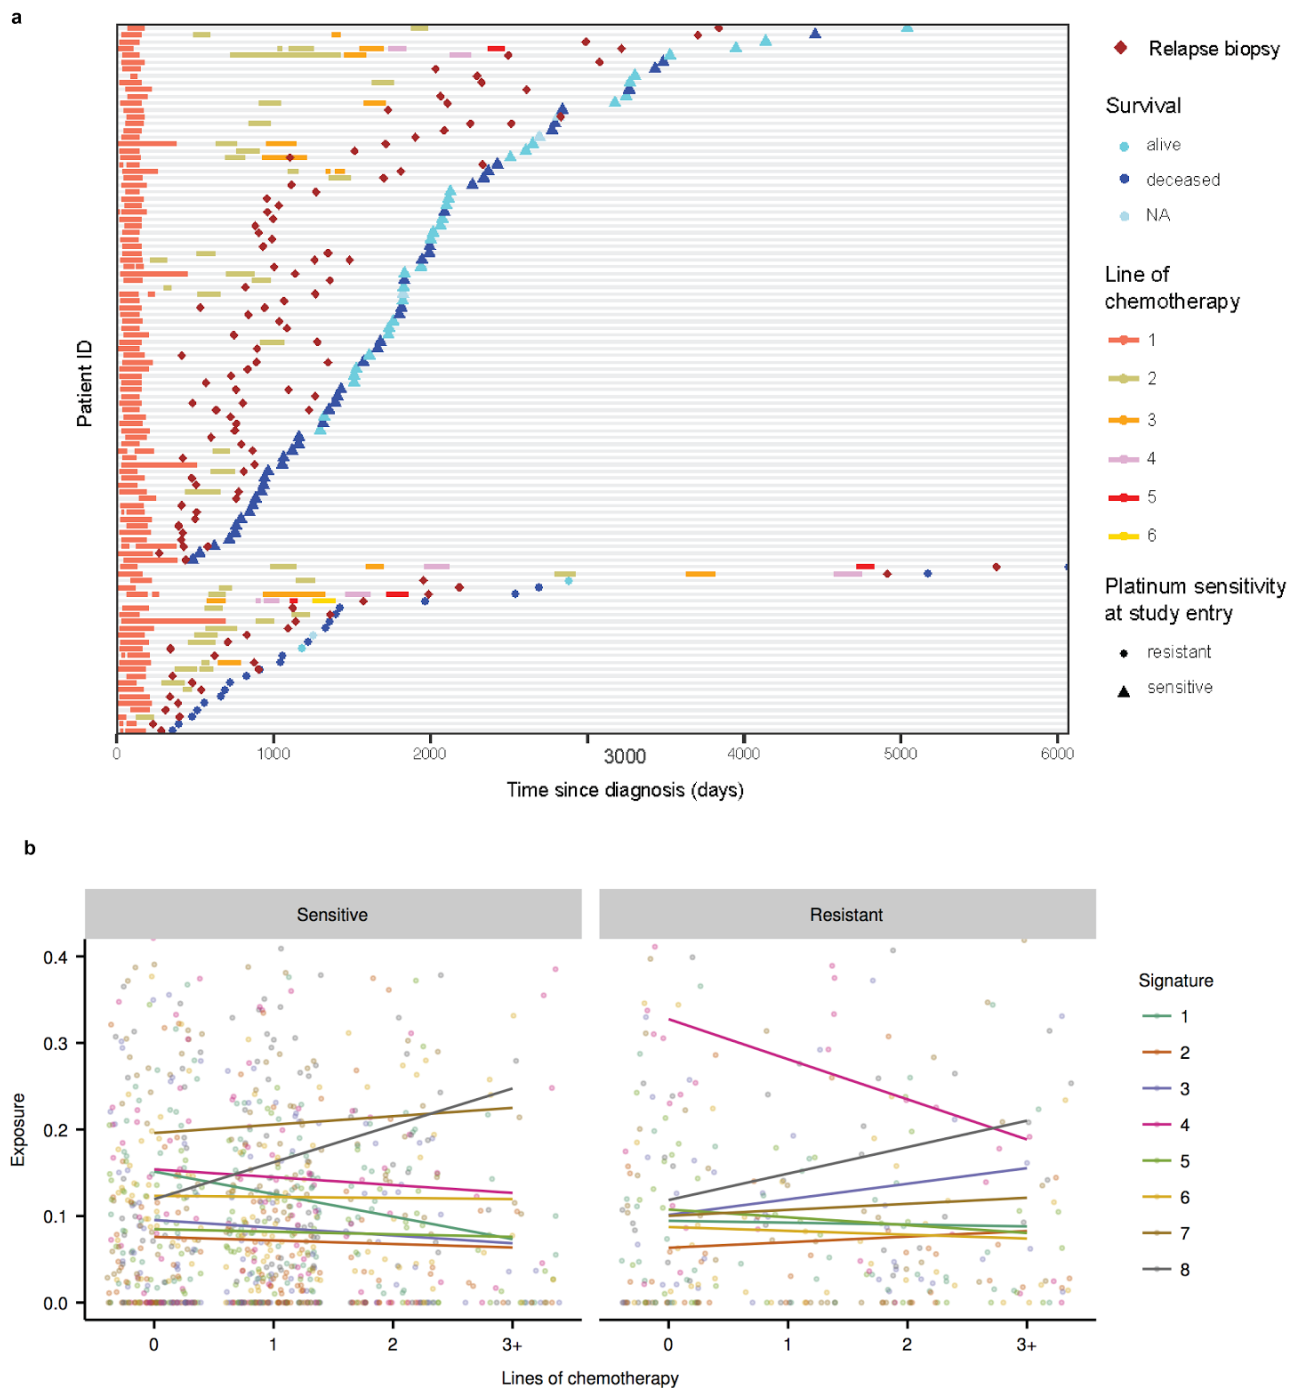 a
Relapse biopsy
Survival
alive
deceased
NA
Line of
chemotherapy
1
2
3
4
5
6
Platinum sensitivity
at study entry
resistant
sensitive
Patient ID
0 1000 2000 3000 4000 5000 6000
Time since diagnosis (days)
b
Sensitive Resistant
Exposure
0.4
0.3
0.2
0.1
0.0
0 1 2 3+ 0 1 2 3+
Lines of chemotherapy
Signature
1
2
3
4
5
6
7
8